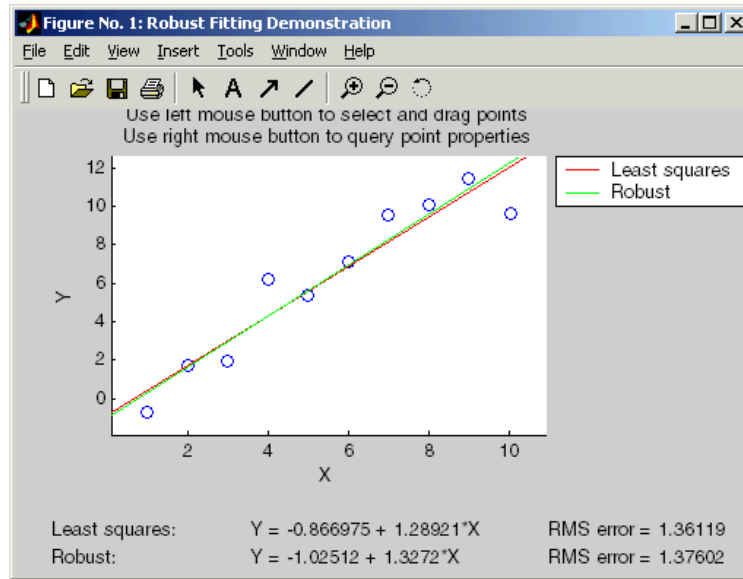 Figure No. 1: Robust Fitting Demonstration
File Edit View Insert Tools Window Help
A
Use left mouse button to select and drag points
Use right mouse button to query point properties
12
10
8
6
4
2
0
Y
2 4 6 8 10
X
Least squares
Robust
Least squares: Y = -0.866975 + 1.28921*X RMS error = 1.36119
Robust: Y = -1.02512 + 1.3272*X RMS error = 1.37602